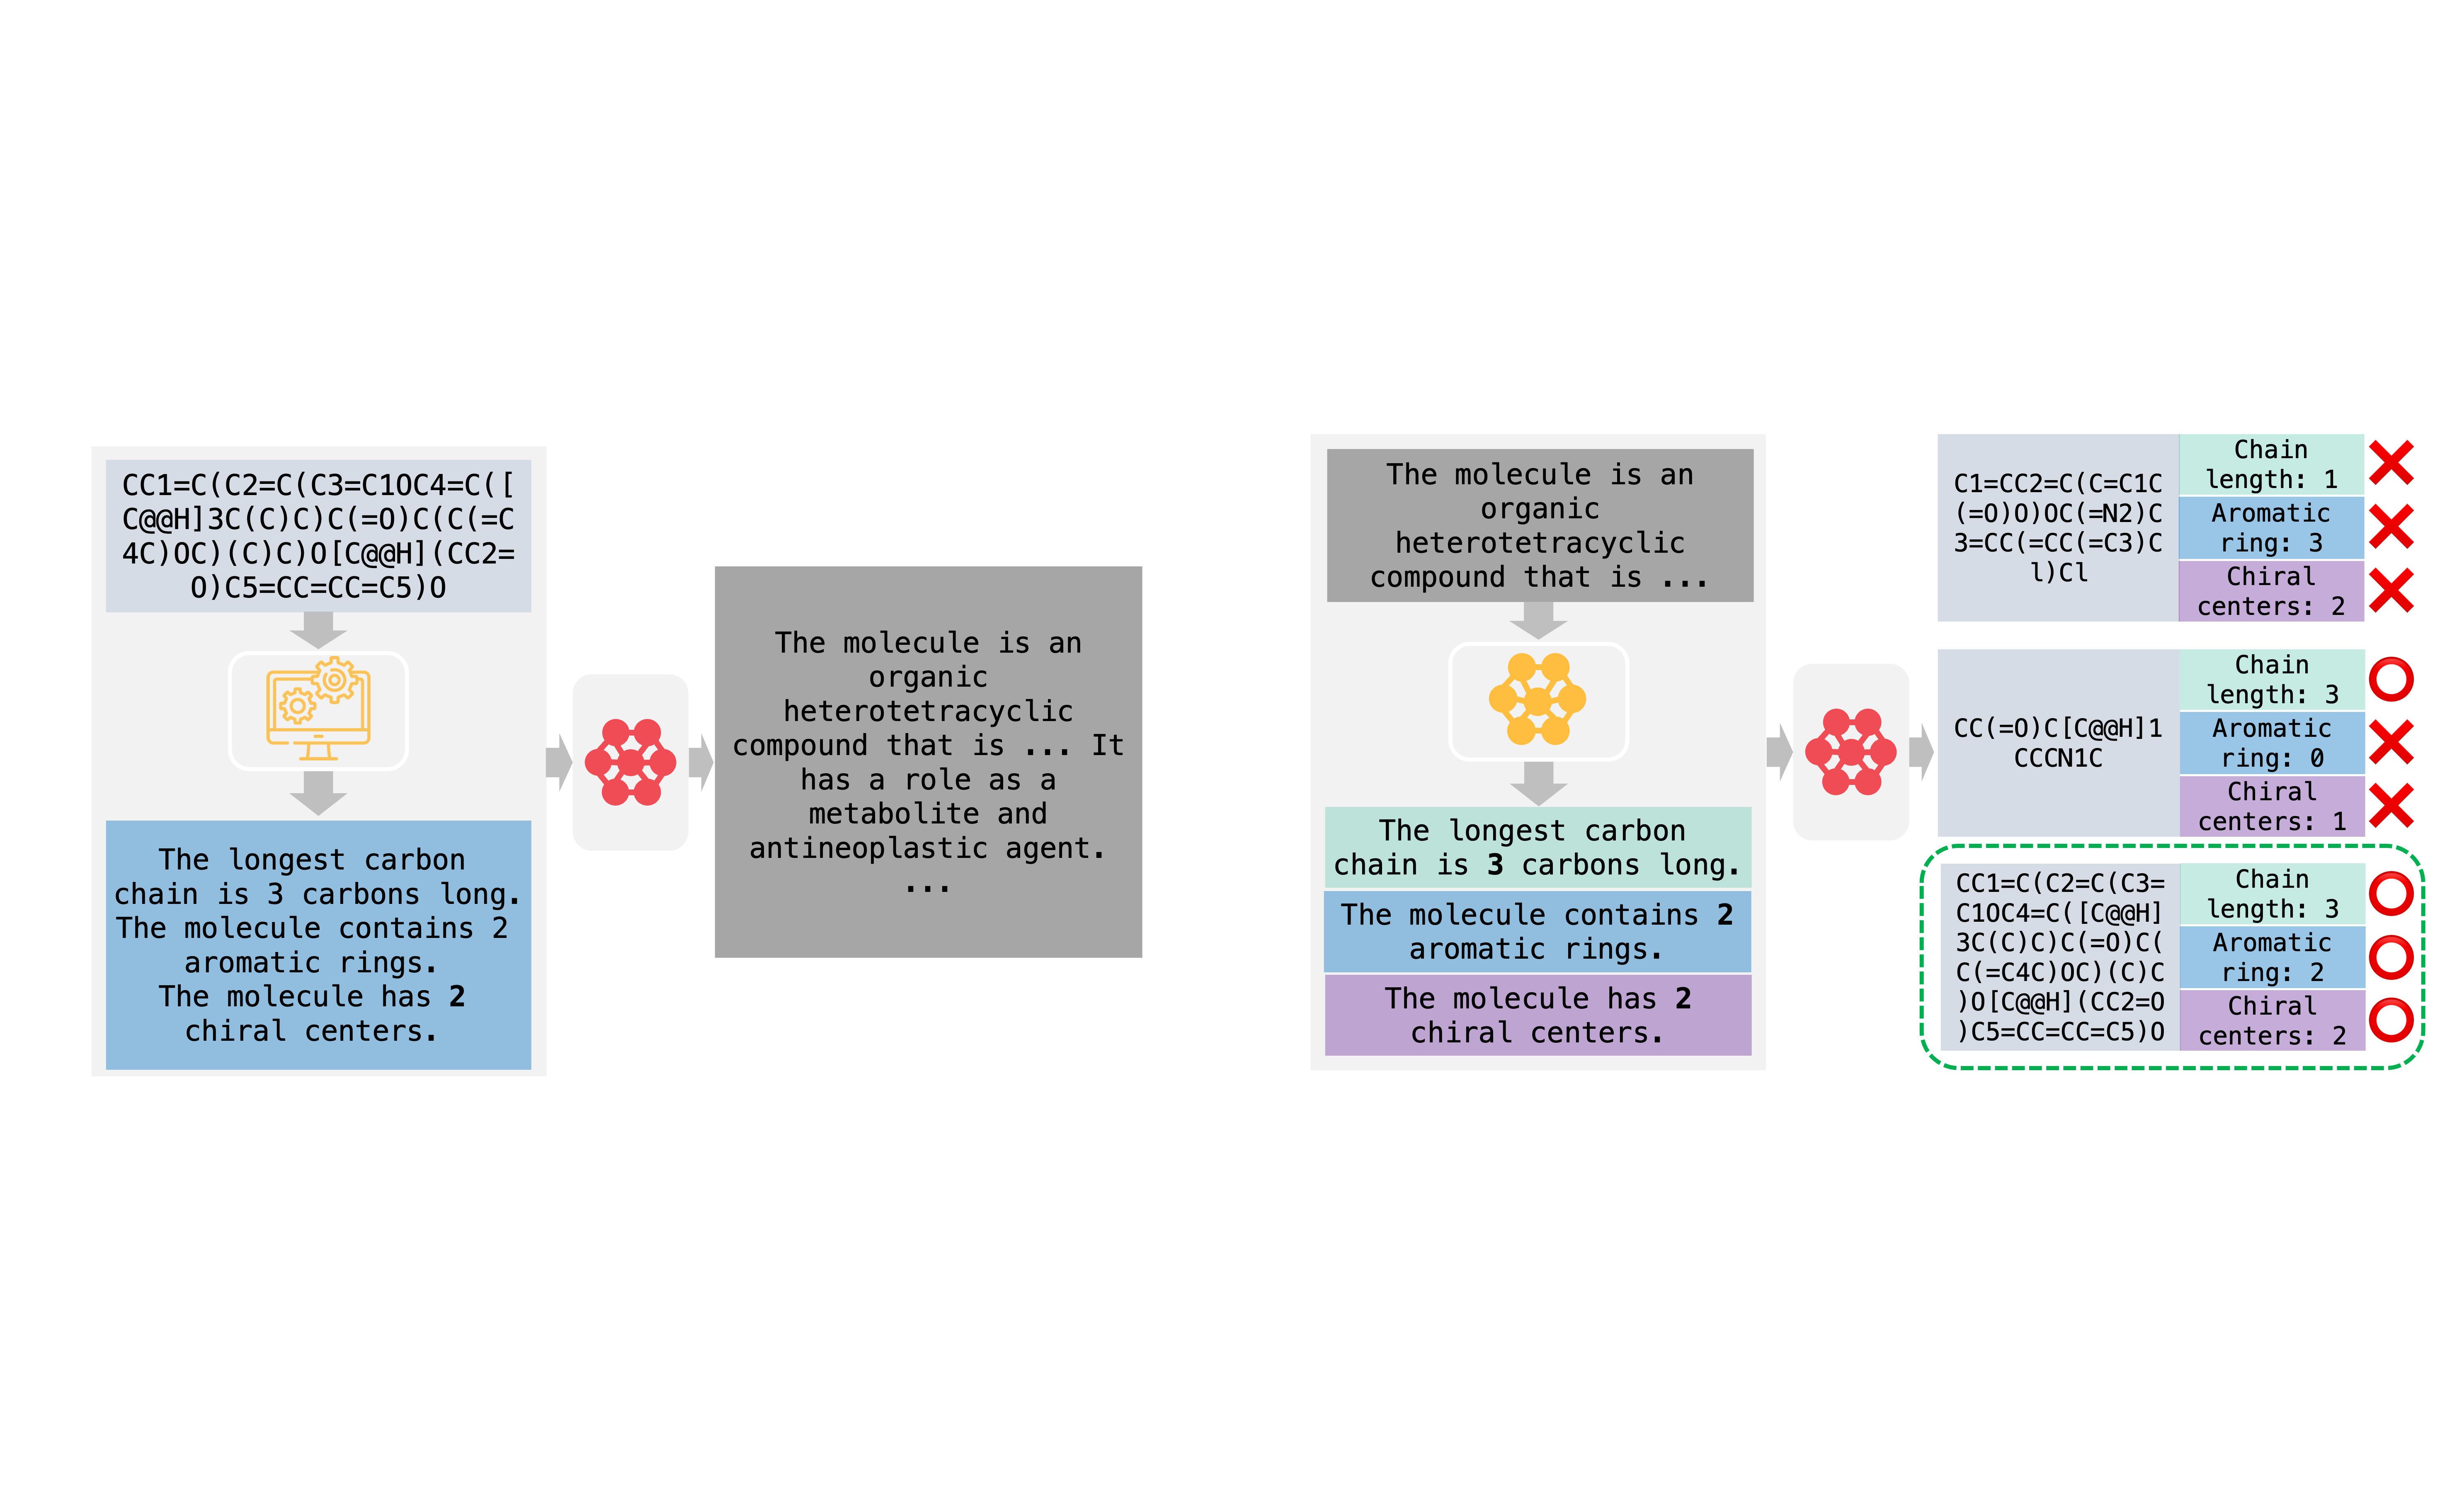 CC1=C(C2=C(C3=C1OC4=C([
C@@H]3C(C)C)C(=O)C(C(=C
4C)OC)(C)C)O[C@@H](CC2=
O)C5=CC=CC=C5)O
The longest carbon
chain is 3 carbons long.
The molecule contains 2
aromatic rings.
The molecule has 2
chiral centers.
The molecule is an
organic
heterotetracyclic
compound that is ... It
has a role as a
metabolite and
antineoplastic agent.
...
The molecule is an
organic
heterotetracyclic
compound that is ...
The longest carbon
chain is 3 carbons long.
The molecule contains 2
aromatic rings.
The molecule has 2
chiral centers.
C1=CC2=C(C=C1C
(=O)O)OC(=N2)C
3=CC(=CC(=C3)C
l)Cl
Chain
length: 1
Aromatic
ring: 3
Chiral
centers: 2
CC(=O)C[C@@H]1
CCCN1C
Chain
length: 3
Aromatic
ring: 0
Chiral
centers: 1
CC1=C(C2=C(C3=
C1OC4=C([C@@H]
3C(C)C)C(=O)C(
C(=C4C)OC)(C)C
)O[C@@H](CC2=O
)C5=CC=CC=C5)O
Chain
length: 3
Aromatic
ring: 2
Chiral
centers: 2